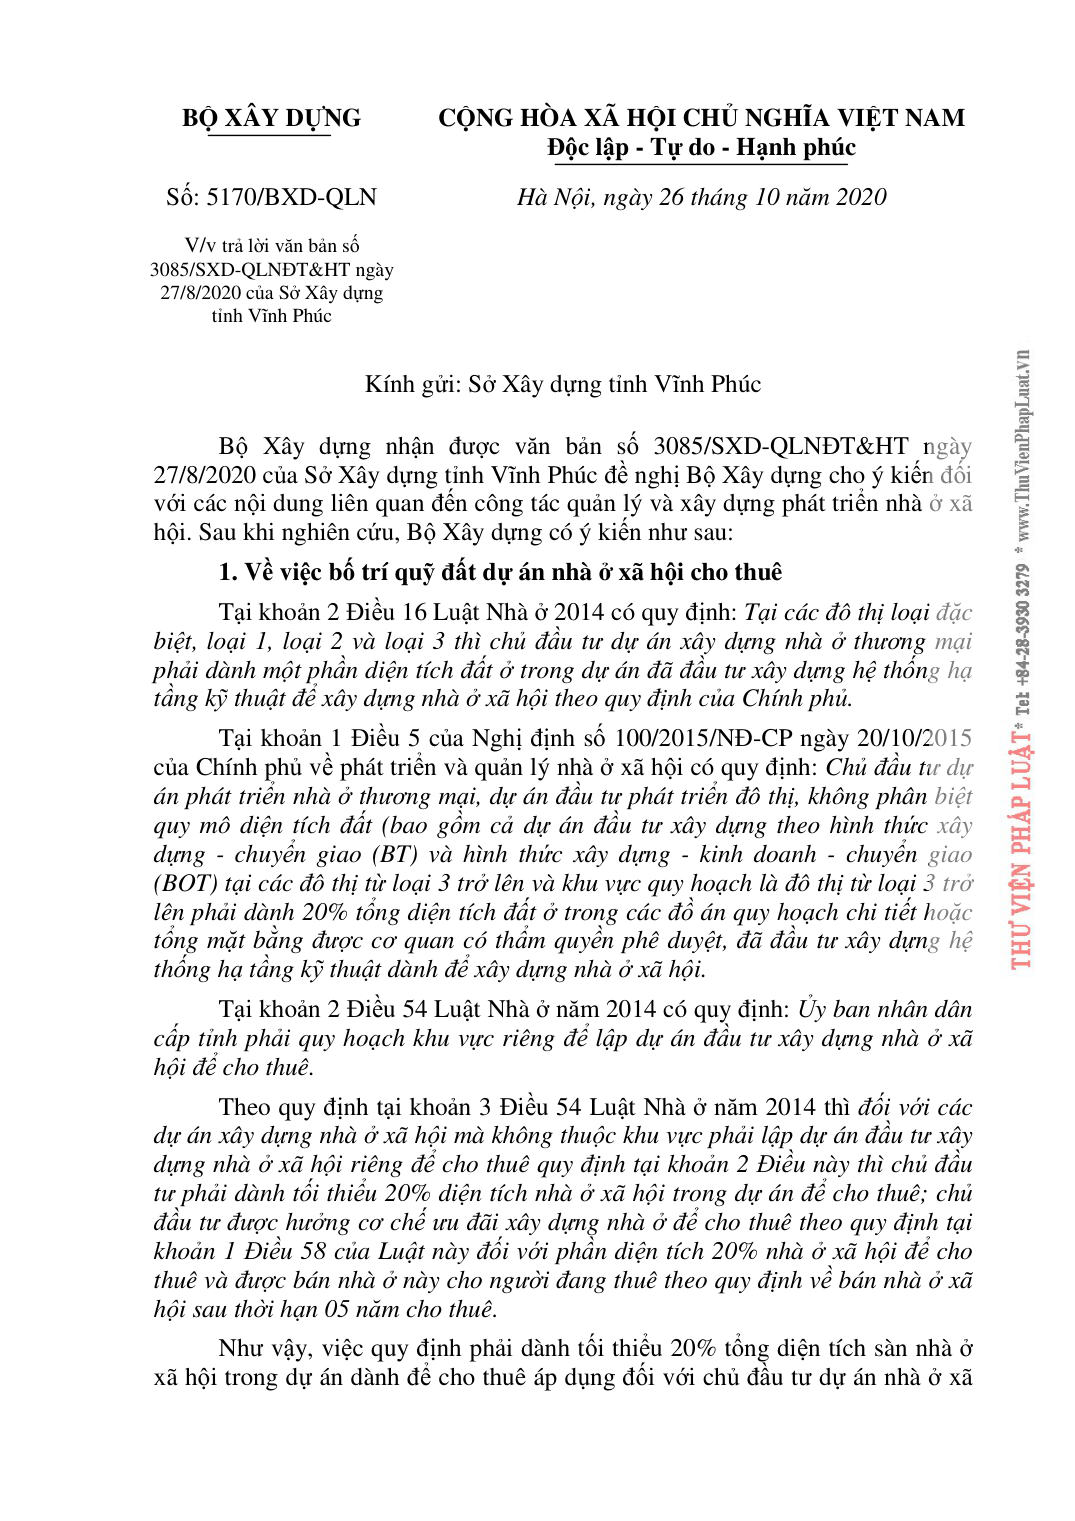 BỘ XÂY DỰNG
CỘNG HÒA XÃ HỘI CHỦ NGHĨA VIỆT NAM
Độc lập - Tự do - Hạnh phúc
Số: 5170/BXD-QLN
Hà Nội, ngày 26 tháng 10 năm 2020
V/v trả lời văn bản số
3085/SXD-QLNĐT&HT ngày
27/8/2020 của Sở Xây dựng
tỉnh Vĩnh Phúc
Kính gửi: Sở Xây dựng tỉnh Vĩnh Phúc
Bộ Xây dựng nhận được văn bản số 3085/SXD-QLNĐT&HT ngày
27/8/2020 của Sở Xây dựng tỉnh Vĩnh Phúc đề nghị Bộ Xây dựng cho ý kiến đối
với các nội dung liên quan đến công tác quản lý và xây dựng phát triển nhà ở xã
hội. Sau khi nghiên cứu, Bộ Xây dựng có ý kiến như sau:
1. Về việc bố trí quỹ đất dự án nhà ở xã hội cho thuê
Tại khoản 2 Điều 16 Luật Nhà ở 2014 có quy định: Tại các đô thị loại đặc
biệt, loại 1, loại 2 và loại 3 thì chủ đầu tư dự án xây dựng nhà ở thương mại
phải dành một phần diện tích đất ở trong dự án đã đầu tư xây dựng hệ thống hạ
tầng kỹ thuật để xây dựng nhà ở xã hội theo quy định của Chính phủ.
Tại khoản 1 Điều 5 của Nghị định số 100/2015/NĐ-CP ngày 20/10/2015
của Chính phủ về phát triển và quản lý nhà ở xã hội có quy định: Chủ đầu tư dự
án phát triển nhà ở thương mại, dự án đầu tư phát triển đô thị, không phân biệt
quy mô diện tích đất (bao gồm cả dự án đầu tư xây dựng theo hình thức xây
dựng - chuyển giao (BT) và hình thức xây dựng - kinh doanh - chuyển giao
(BOT) tại các đô thị từ loại 3 trở lên và khu vực quy hoạch là đô thị từ loại 3 trở
lên phải dành 20% tổng diện tích đất ở trong các đồ án quy hoạch chi tiết hoặc
tổng mặt bằng được cơ quan có thẩm quyền phê duyệt, đã đầu tư xây dựng hệ
thống hạ tầng kỹ thuật dành để xây dựng nhà ở xã hội.
Tại khoản 2 Điều 54 Luật Nhà ở năm 2014 có quy định: Ủy ban nhân dân
cấp tỉnh phải quy hoạch khu vực riêng để lập dự án đầu tư xây dựng nhà ở xã
hội để cho thuê.
Theo quy định tại khoản 3 Điều 54 Luật Nhà ở năm 2014 thì đối với các
dự án xây dựng nhà ở xã hội mà không thuộc khu vực phải lập dự án đầu tư xây
dựng nhà ở xã hội riêng để cho thuê quy định tại khoản 2 Điều này thì chủ đầu
tư phải dành tối thiểu 20% diện tích nhà ở xã hội trong dự án để cho thuê; chủ
đầu tư được hưởng cơ chế ưu đãi xây dựng nhà ở để cho thuê theo quy định tại
khoản 1 Điều 58 của Luật này đối với phần diện tích 20% nhà ở xã hội để cho
thuê và được bán nhà ở này cho người đang thuê theo quy định về bán nhà ở xã
hội sau thời hạn 05 năm cho thuê.
Như vậy, việc quy định phải dành tối thiểu 20% tổng diện tích sàn nhà ở
xã hội trong dự án dành để cho thuê áp dụng đối với chủ đầu tư dự án nhà ở xã
THƯ VIỆN PHÁP LUẬT * Tel: +84-28-3930 3279 * www.ThuVienPhapLuat.vn